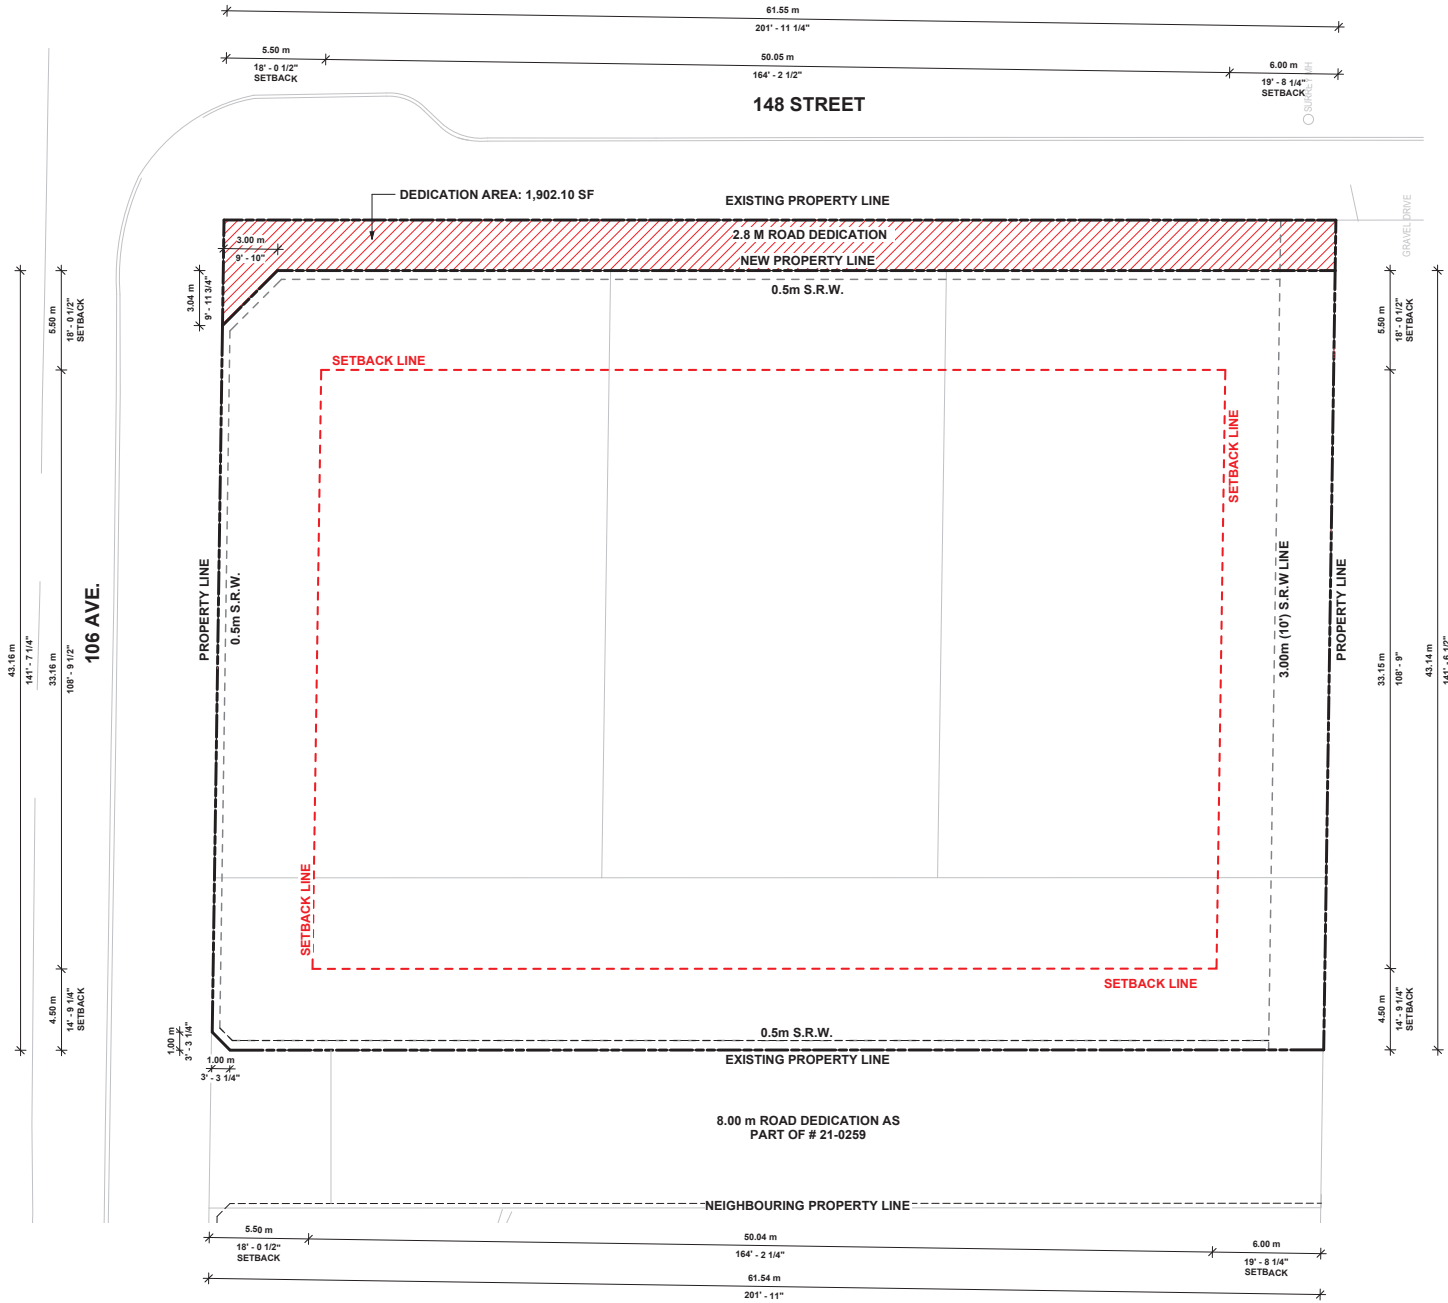 61.55 m
201' - 11 1/4"
5.50 m
18' - 0 1/2"
SETBACK
50.05 m
164' - 2 1/2"
6.00 m
19' - 8 1/4"
SETBACK
SURREY MH
148 STREET
DEDICATION AREA: 1,902.10 SF
EXISTING PROPERTY LINE
2.8 M ROAD DEDICATION
NEW PROPERTY LINE
0.5m S.R.W.
3.00 m
9' - 10"
3.04 m
9' - 11 3/4"
GRAVEL DRIVE
5.50 m
18' - 0 1/2"
SETBACK
5.50 m
18' - 0 1/2"
SETBACK
SETBACK LINE
SETBACK LINE
106 AVE.
PROPERTY LINE
0.5m S.R.W.
3.00m (10') S.R.W LINE
PROPERTY LINE
43.16 m
141' - 7 1/4"
33.16 m
108' - 9 1/2"
33.15 m
108' - 9"
43.14 m
141' - 6 1/2"
SETBACK LINE
SETBACK LINE
4.50 m
14' - 9 1/4"
SETBACK
4.50 m
14' - 9 1/4"
SETBACK
1.00 m
3' - 3 1/4"
1.00 m
3' - 3 1/4"
0.5m S.R.W.
EXISTING PROPERTY LINE
8.00 m ROAD DEDICATION AS
PART OF # 21-0259
NEIGHBOURING PROPERTY LINE
5.50 m
18' - 0 1/2"
SETBACK
50.04 m
164' - 2 1/4"
6.00 m
19' - 8 1/4"
SETBACK
61.54 m
201' - 11"